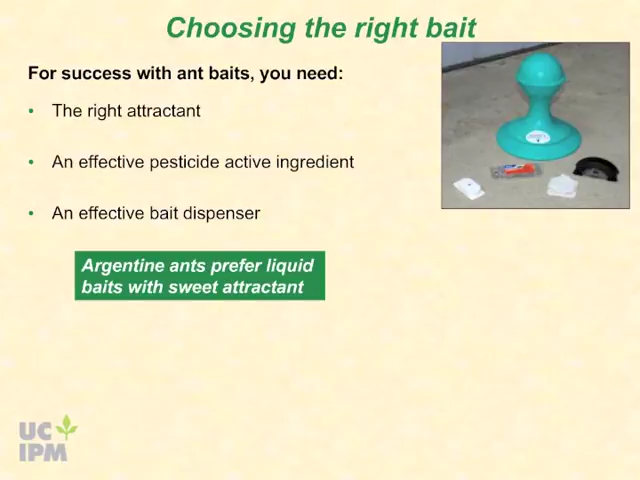 Choosing the right bait
For success with ant baits, you need:
• The right attractant
• An effective pesticide active ingredient
• An effective bait dispenser
Argentine ants prefer liquid
baits with sweet attractant
UC
IPM